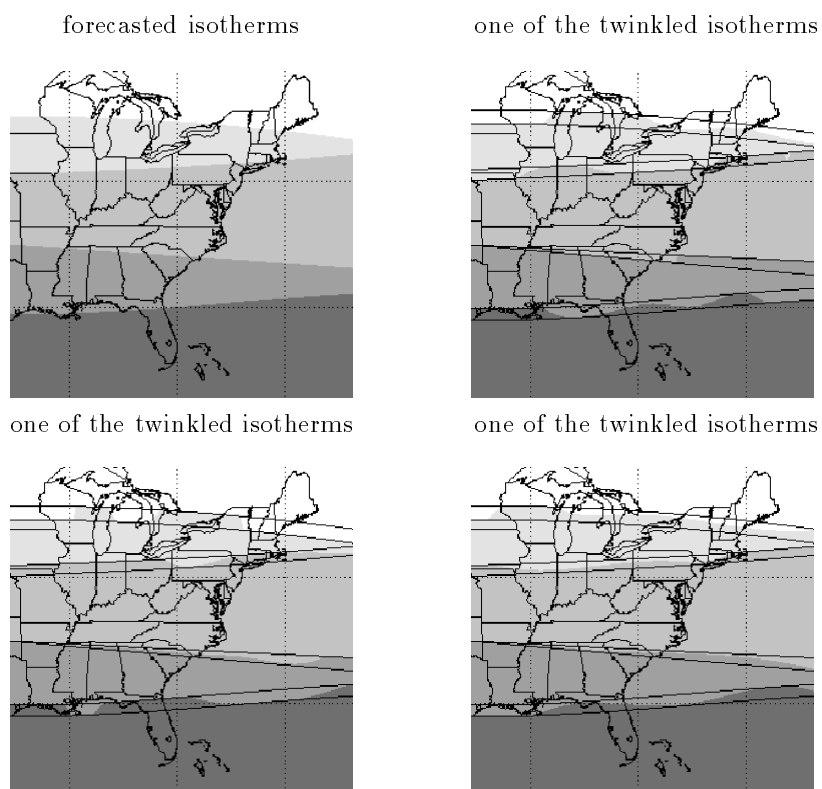 forecasted isotherms
one of the twinkled isotherms
one of the twinkled isotherms
one of the twinkled isotherms